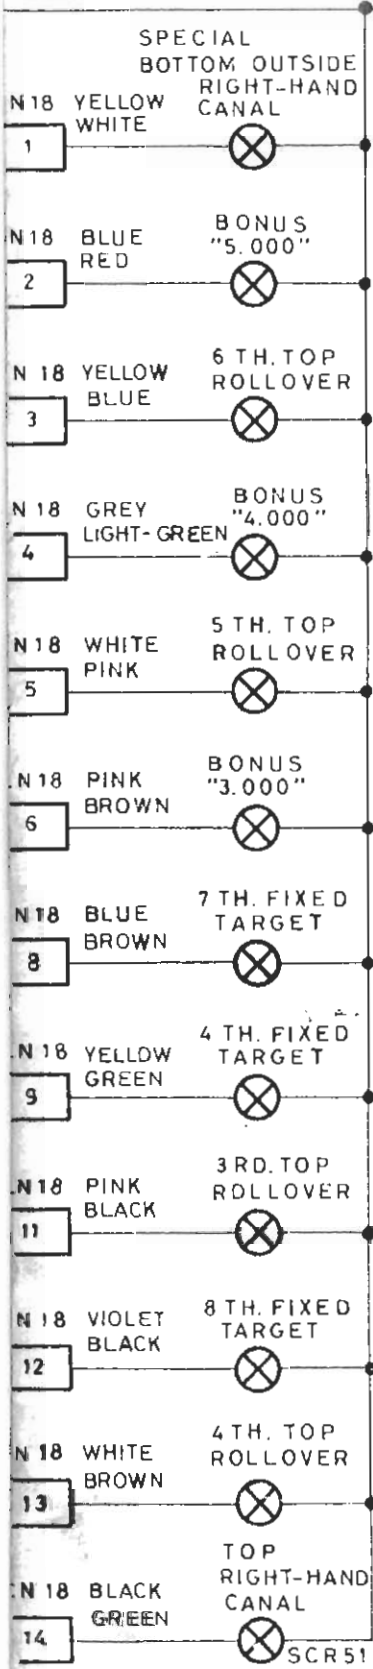 SPECIAL
BOTTOM OUTSIDE
RIGHT-HAND
CANAL
N18 YELLOW
WHITE
1
N18 BLUE
RED
2
BONUS
"5.000"
N 18 YELLOW
BLUE
3
6 TH. TOP
ROLLOVER
N 18 GREY
LIGHT-GREEN
4
BONUS
"4.000"
N18 WHITE
PINK
5
5 TH. TOP
ROLLOVER
N18 PINK
BROWN
6
BONUS
"3.000"
N18 BLUE
BROWN
8
7 TH. FIXED
TARGET
N18 YELLOW
GREEN
9
4 TH. FIXED
TARGET
N18 PINK
BLACK
11
3 RD. TOP
ROLLOVER
N18 VIOLET
BLACK
12
8 TH. FIXED
TARGET
N 18 WHITE
BROWN
13
4 TH. TOP
ROLLOVER
N 18 BLACK
GREEN
14
TOP
RIGHT-HAND
CANAL
SCR51